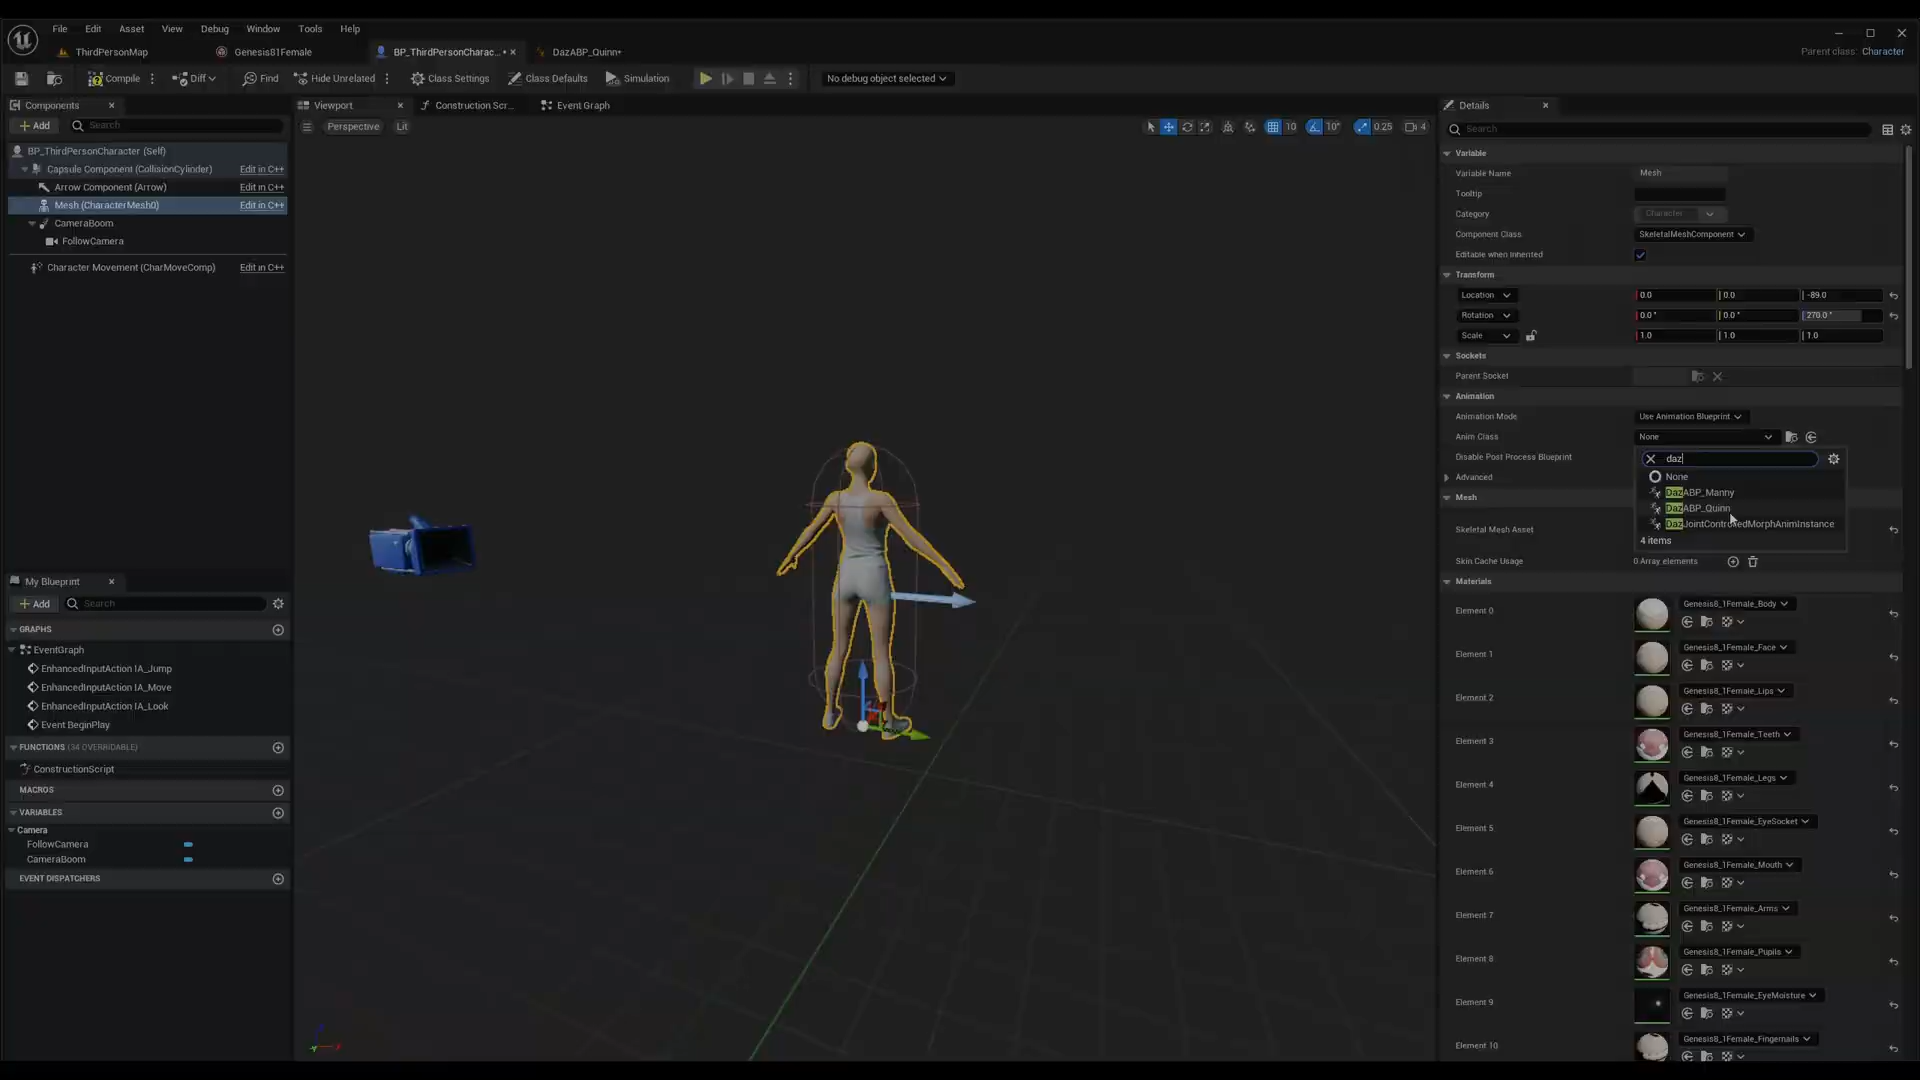 File Edit Asset View Debug Window Tools Help
ThirdPersonMap Genesis81Female BP_ThirdPersonCharac... DazABP_Quinn
Parent class: Character
Compile Diff Find Hide Unrelated Class Settings Class Defaults Simulation No debug object selected
Components
Add Search
BP_ThirdPersonCharacter (Self)
Capsule Component (CollisionCylinder) Edit in C++
Arrow Component (Arrow) Edit in C++
Mesh (CharacterMesh0) Edit in C++
CameraBoom
FollowCamera
Character Movement (CharMoveComp) Edit in C++
My Blueprint
Add Search
GRAPHS
EventGraph
EnhancedInputAction IA_Jump
EnhancedInputAction IA_Move
EnhancedInputAction IA_Look
Event BeginPlay
FUNCTIONS (34 OVERRIDABLE)
ConstructionScript
MACROS
VARIABLES
Camera
FollowCamera
CameraBoom
EVENT DISPATCHERS
Viewport Construction Scr... Event Graph
Perspective Lit
10 10° 0.25 4
Details
Search
Variable
Variable Name Mesh
Tooltip
Category Character
Component Class SkeletalMeshComponent
Editable when Inherited
Transform
Location 0.0 0.0 -89.0
Rotation 0.0° 0.0° 270.0°
Scale 1.0 1.0 1.0
Sockets
Parent Socket
Animation
Animation Mode Use Animation Blueprint
Anim Class None
Disable Post Process Blueprint
Advanced
daz
None
DazABP_Manny
DazABP_Quinn
DazJointControlledMorphAnimInstance
4 items
Mesh
Skeletal Mesh Asset
Skin Cache Usage 0 Array elements
Materials
Element 0 Genesis8_1Female_Body
Element 1 Genesis8_1Female_Face
Element 2 Genesis8_1Female_Lips
Element 3 Genesis8_1Female_Teeth
Element 4 Genesis8_1Female_Legs
Element 5 Genesis8_1Female_EyeSocket
Element 6 Genesis8_1Female_Mouth
Element 7 Genesis8_1Female_Arms
Element 8 Genesis8_1Female_Pupils
Element 9 Genesis8_1Female_EyeMoisture
Element 10 Genesis8_1Female_Fingernails